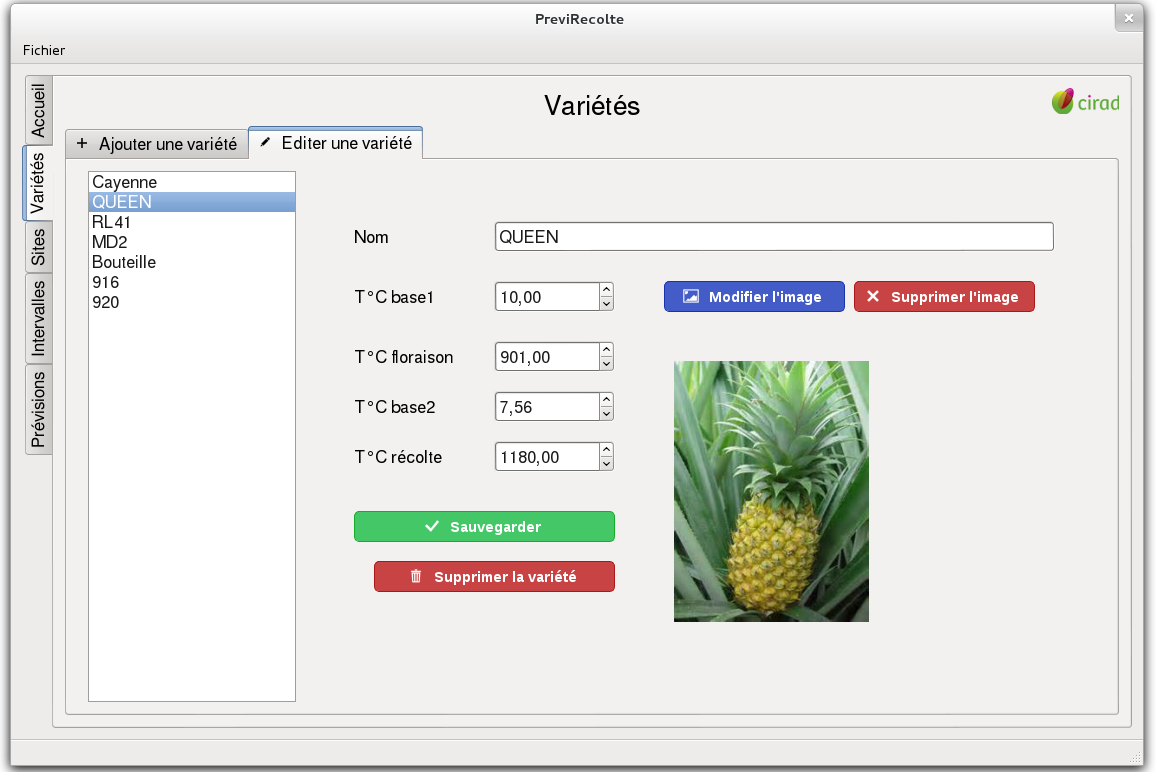 PreviRecolte
Fichier
Accueil
Variétés
Sites
Intervalles
Prévisions
Variétés
cirad
Ajouter une variété
Editer une variété
Cayenne
QUEEN
RL41
MD2
Bouteille
916
920
Nom
QUEEN
T°C base1
10,00
Modifier l'image
Supprimer l'image
T°C floraison
901,00
T°C base2
7,56
T°C récolte
1180,00
Sauvegarder
Supprimer la variété